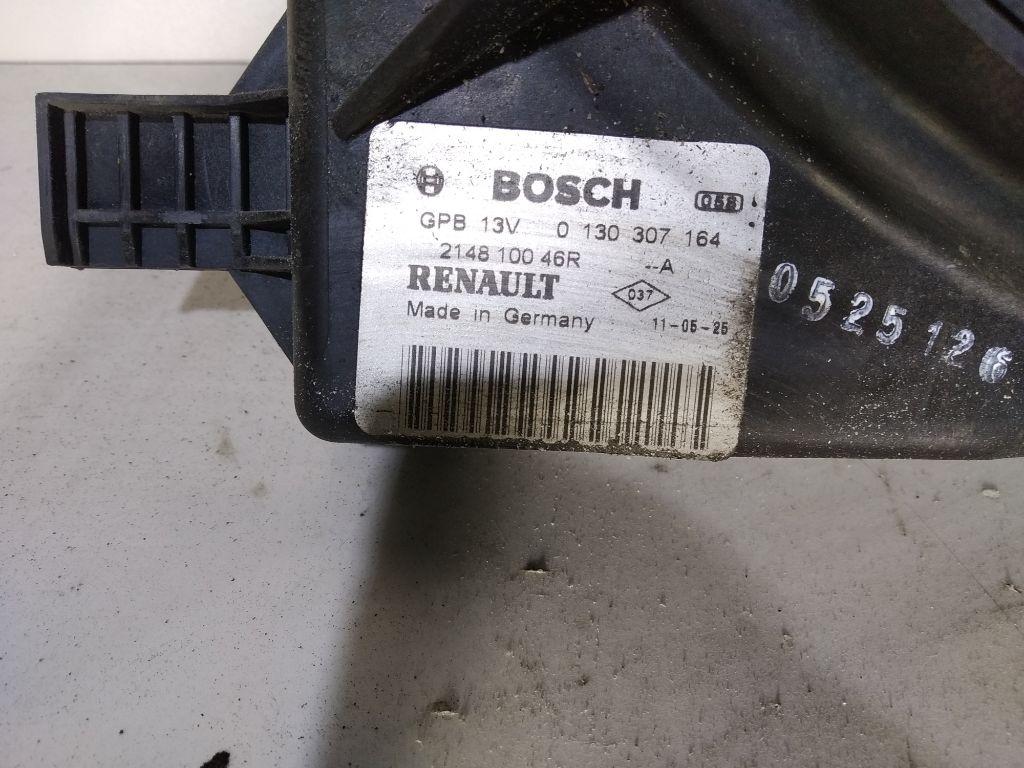 BOSCH 058
GPB 13V 0 130 307 164
2148 100 46R --A
RENAULT 037
Made in Germany 11-05-25
0525126